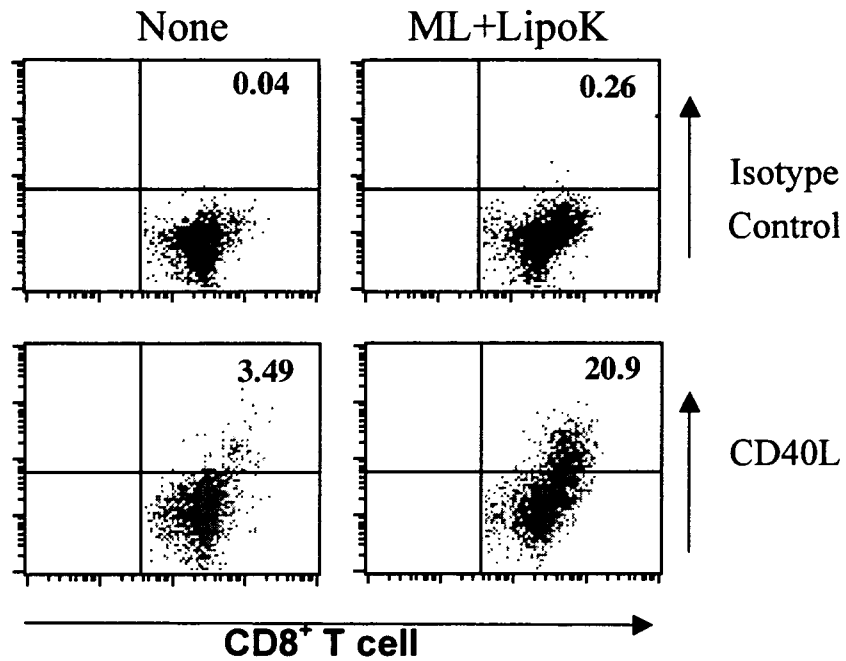 None
ML+LipoK
0.04
0.26
Isotype
Control
3.49
20.9
CD40L
CD8⁺ T cell